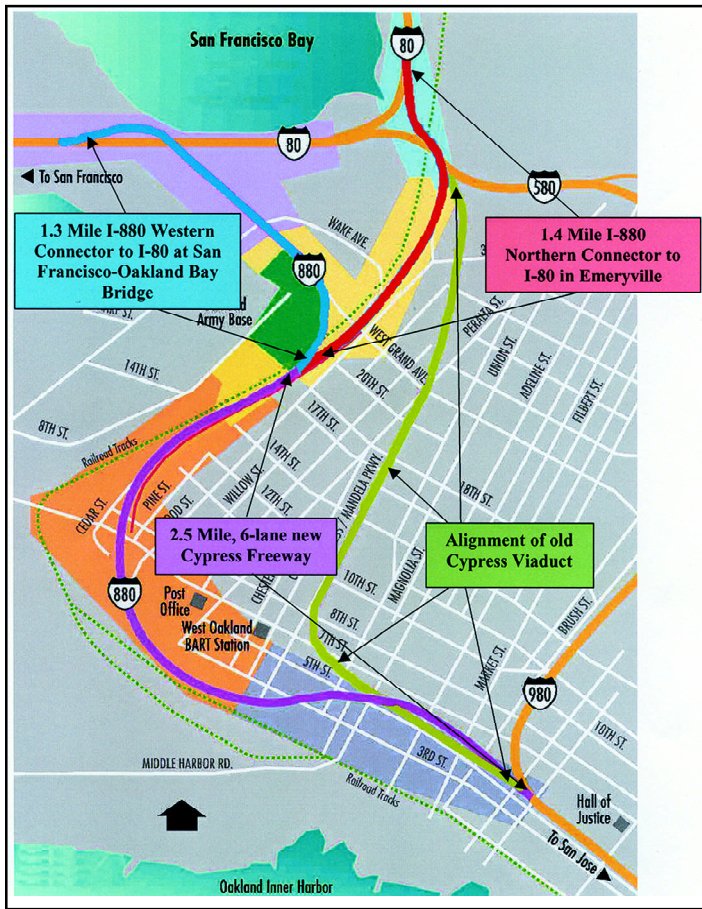 San Francisco Bay
80
80
To San Francisco
580
1.3 Mile I-880 Western
Connector to I-80 at San
Francisco-Oakland Bay
Bridge
WAKE AVE.
1.4 Mile I-880
Northern Connector to
I-80 in Emeryville
880
Army Base
WEST GRAND AVE.
PERALTA ST.
UNION ST.
ADELINE ST.
FILBERT ST.
14TH ST.
20TH ST.
8TH ST.
Railroad Tracks
17TH ST.
14TH ST.
WILLOW ST.
12TH ST.
/ MANDELA PKWY.
18TH ST.
CEDAR ST.
PINE ST.
2.5 Mile, 6-lane new
Cypress Freeway
Alignment of old
Cypress Viaduct
880
Post
Office
10TH ST.
MAGNOLIA ST.
8TH ST.
7TH ST.
BRUSH ST.
West Oakland
BART Station
5TH ST.
MARKET ST.
980
10TH ST.
3RD ST.
MIDDLE HARBOR RD.
Railroad Tracks
Hall of
Justice
To San Jose
Oakland Inner Harbor